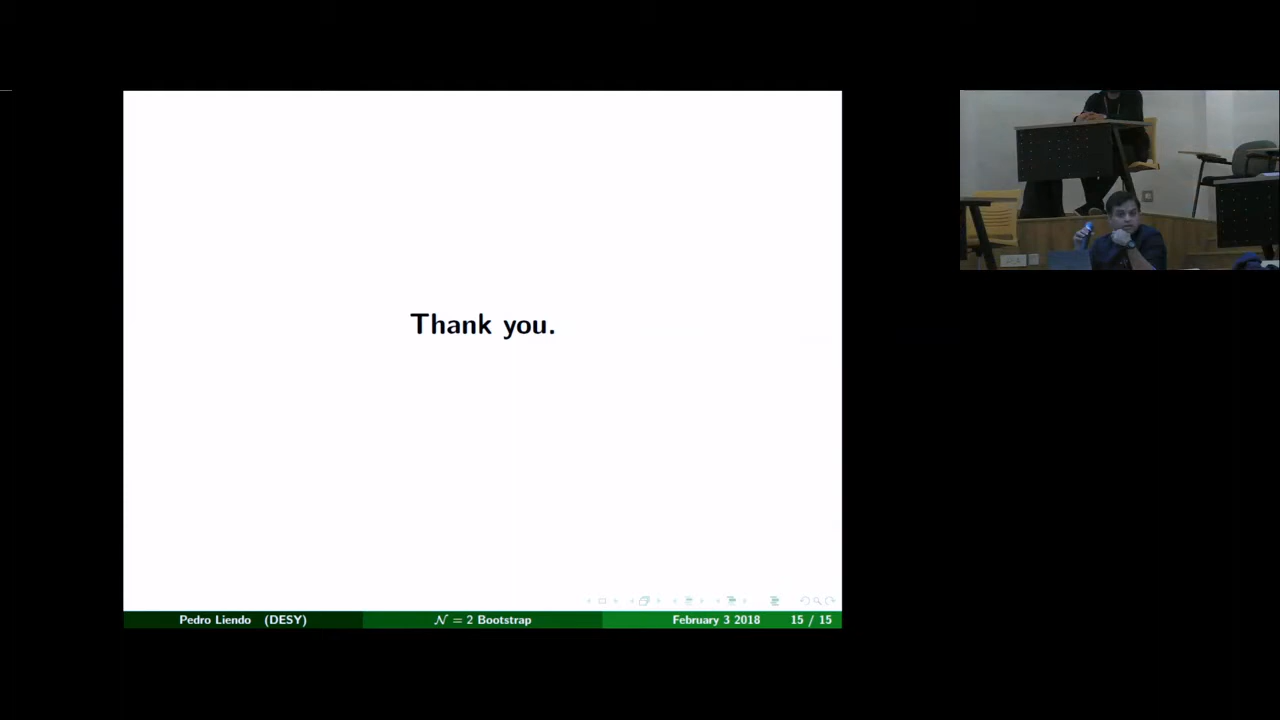 Thank you.
Pedro Liendo (DESY) 𝒩 = 2 Bootstrap February 3 2018 15 / 15